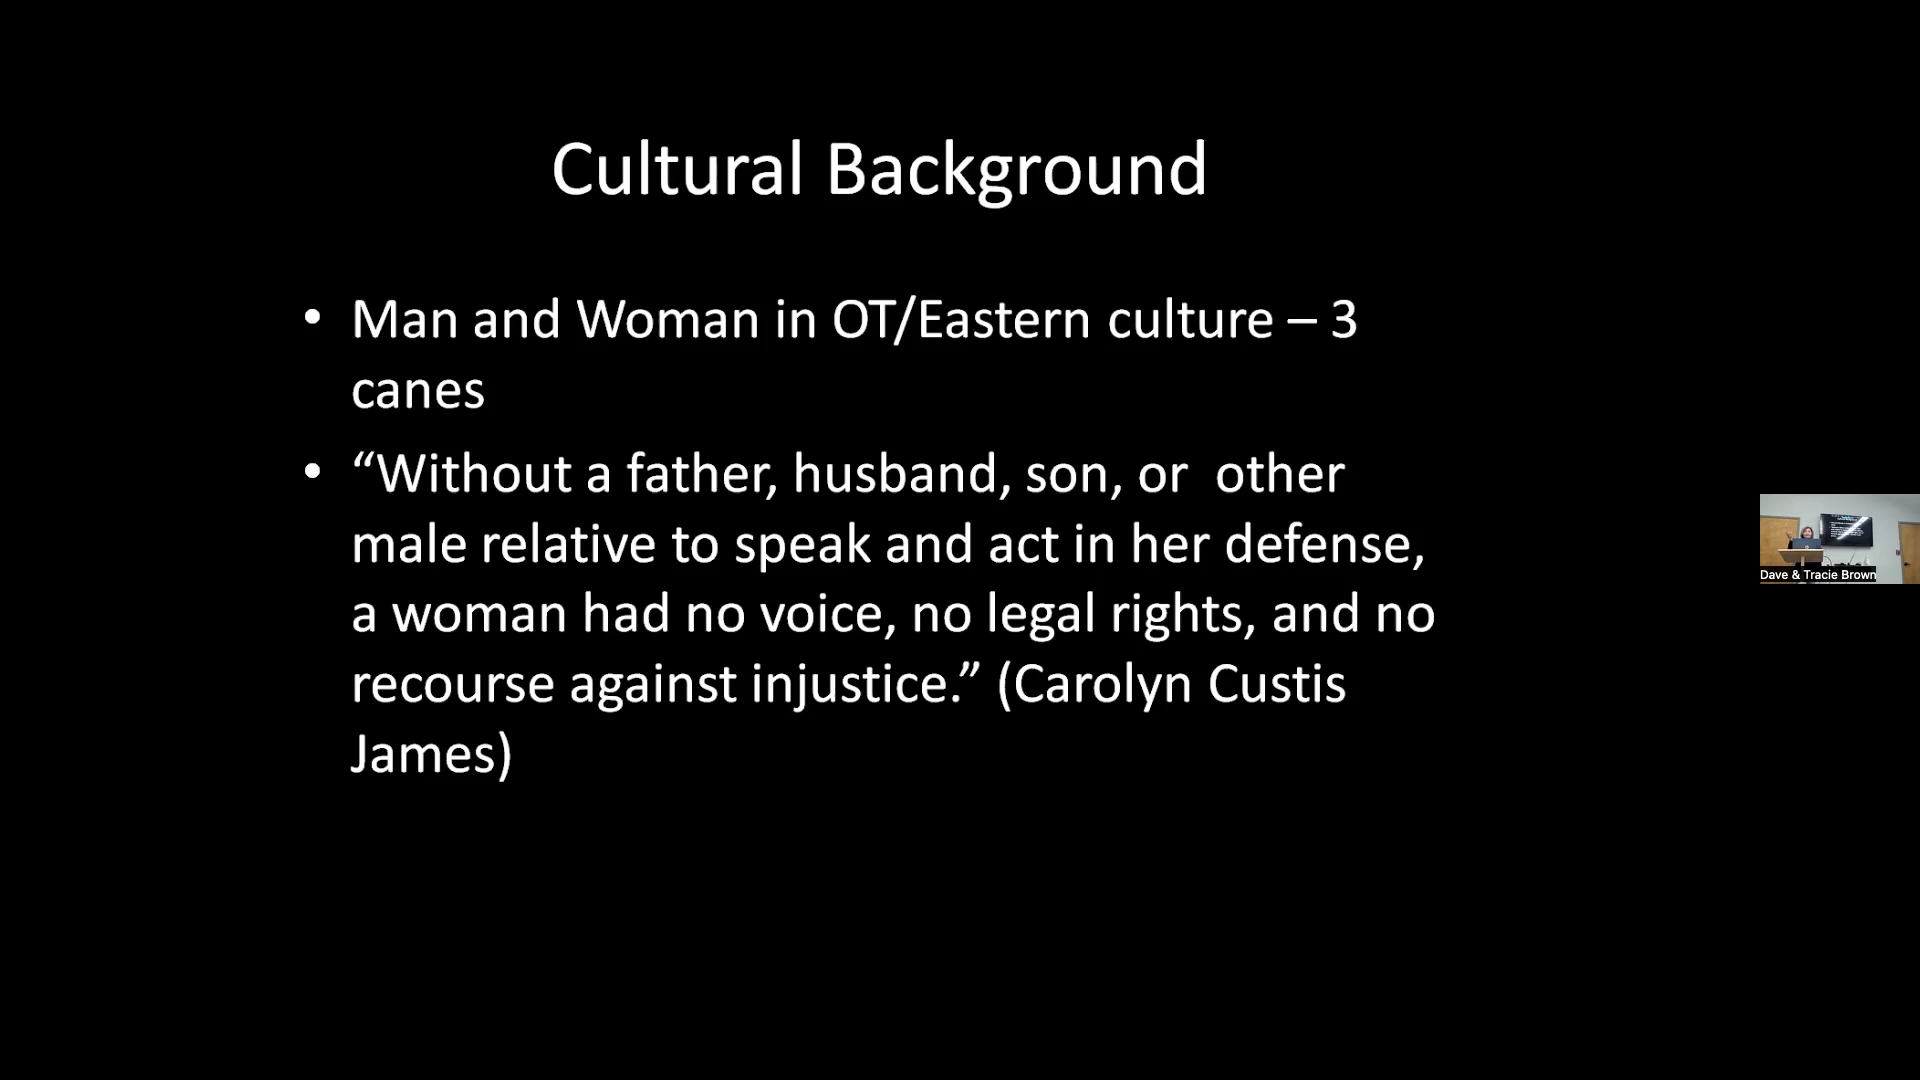 Cultural Background
• Man and Woman in OT/Eastern culture – 3
canes
• “Without a father, husband, son, or  other
male relative to speak and act in her defense,
a woman had no voice, no legal rights, and no
recourse against injustice.” (Carolyn Custis
James)
Dave & Tracie Brown